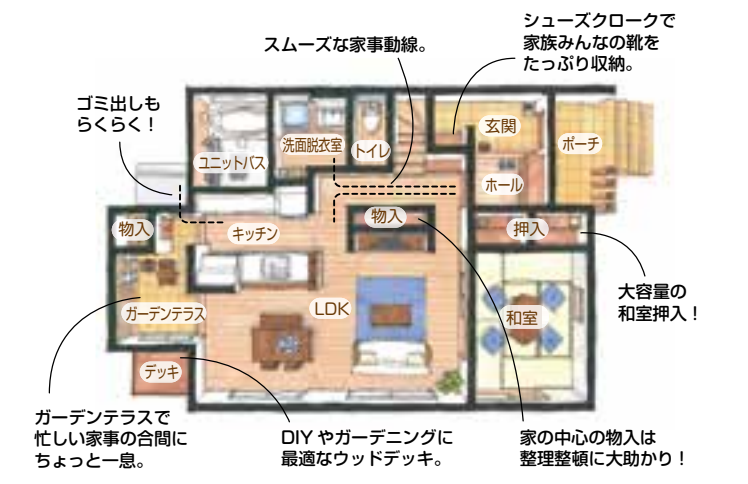 シューズクロークで
家族みんなの靴を
たっぷり収納。
スムーズな家事動線。
ゴミ出しも
らくらく！
ユニットバス
洗面脱衣室
トイレ
玄関
ポーチ
ホール
物入
キッチン
物入
押入
ガーデンテラス
LDK
和室
大容量の
和室押入！
デッキ
ガーデンテラスで
忙しい家事の合間に
ちょっと一息。
DIYやガーデニングに
最適なウッドデッキ。
家の中心の物入は
整理整頓に大助かり！